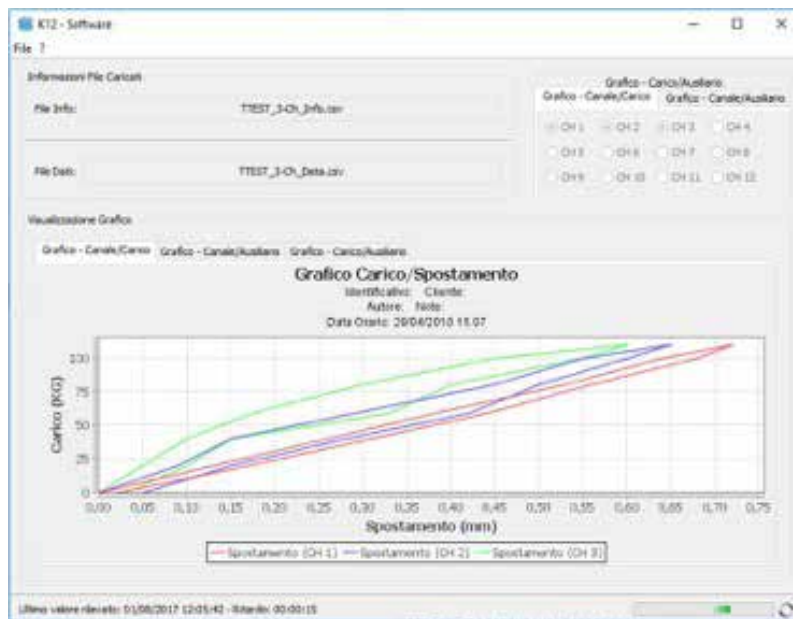 K12 - Software
File ?
Informazioni File Caricati
File Info: TTEST_3-Ch_Info.csv
File Dati: TTEST_3-Ch_Data.csv
Grafico - Carico/Ausiliario
Grafico - Canale/Carico Grafico - Canale/Ausiliario
CH 1 CH 2 CH 3 CH 4
CH 5 CH 6 CH 7 CH 8
CH 9 CH 10 CH 11 CH 12
Visualizzazione Grafico
Grafico - Canale/Carico Grafico - Canale/Ausiliario Grafico - Carico/Ausiliario
Grafico Carico/Spostamento
Identificativo: Cliente:
Autore: Note:
Data Orario: 15.07
Carico (KG)
100
75
50
25
0
0,00 0,05 0,10 0,15 0,20 0,25 0,30 0,35 0,40 0,45 0,50 0,55 0,60 0,65 0,70 0,75
Spostamento (mm)
Spostamento (CH 1) Spostamento (CH 2) Spostamento (CH 3)
Ultimo valore rilevato: 01/08/2017 12:05:42 - Ritardo: 00:00:15